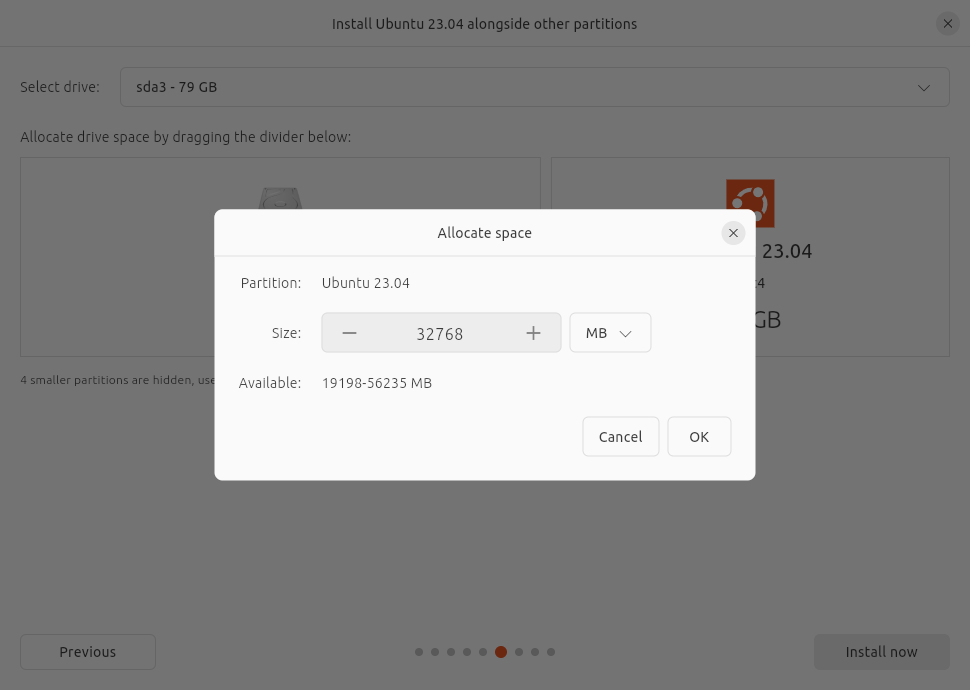 Install Ubuntu 23.04 alongside other partitions
Select drive: sda3 - 79 GB
Allocate drive space by dragging the divider below:
23.04
GB
4 smaller partitions are hidden, use
Allocate space
Partition: Ubuntu 23.04
Size: 32768 MB
Available: 19198-56235 MB
Cancel OK
Previous Install now